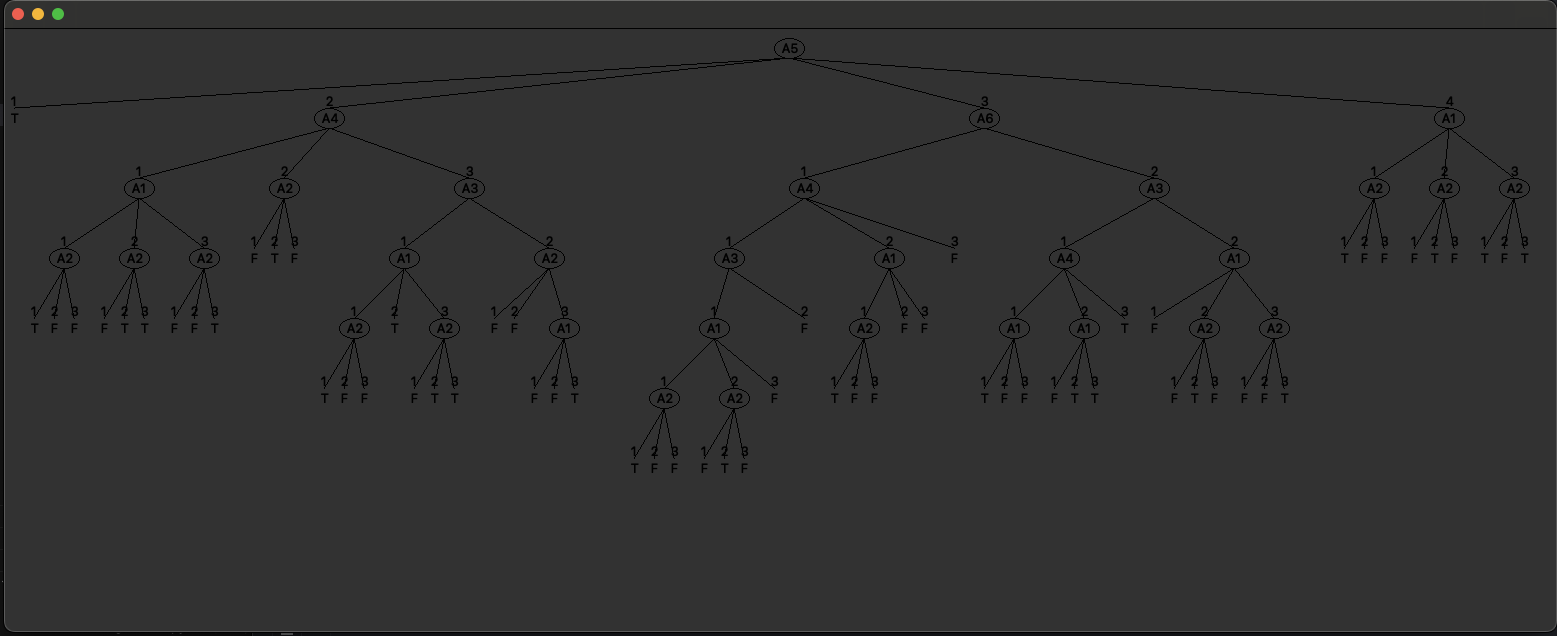 A5
1 2 3 4
T A4 A6 A1
1 2 3 1 2 1 2 3
A1 A2 A3 A4 A3 A2 A2 A2
1 2 3 1 2 3 1 2 1 2 3 1 2 1 2 3 1 2 3 1 2 3
A2 A2 A2 F T F A1 A2 A3 A1 F A4 A1 T F F F T F T F T
1 2 3 1 2 3 1 2 3 1 2 3 1 2 3 1 2 1 2 3 1 2 3 1 2 3
T F F F T T F F T A2 T A2 F F A1 A1 F A2 F F A1 A1 T F A2 A2
1 2 3 1 2 3 1 2 3 1 2 3 1 2 3 1 2 3 1 2 3 1 2 3 1 2 3
T F F F T T F F T A2 A2 F T F F T F F F T T F T F F F T
1 2 3 1 2 3
T F F F T F